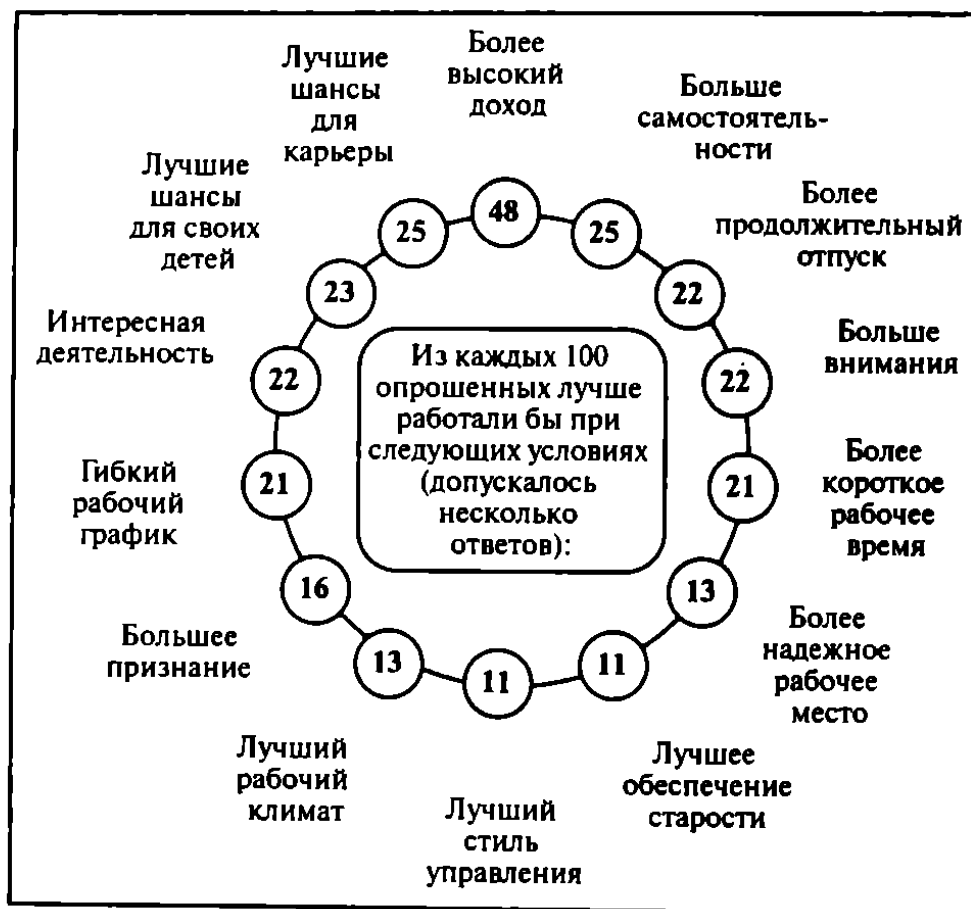 Более
высокий
доход
48
Больше
самостоятель-
ности
25
Более
продолжительный
отпуск
22
Больше
внимания
22
Более
короткое
рабочее
время
21
Более
надежное
рабочее
место
13
Лучшее
обеспечение
старости
11
Лучший
стиль
управления
11
Лучший
рабочий
климат
13
Большее
признание
16
Гибкий
рабочий
график
21
Интересная
деятельность
22
Лучшие
шансы
для своих
детей
23
Лучшие
шансы
для
карьеры
25
Из каждых 100
опрошенных лучше
работали бы при
следующих условиях
(допускалось
несколько
ответов):